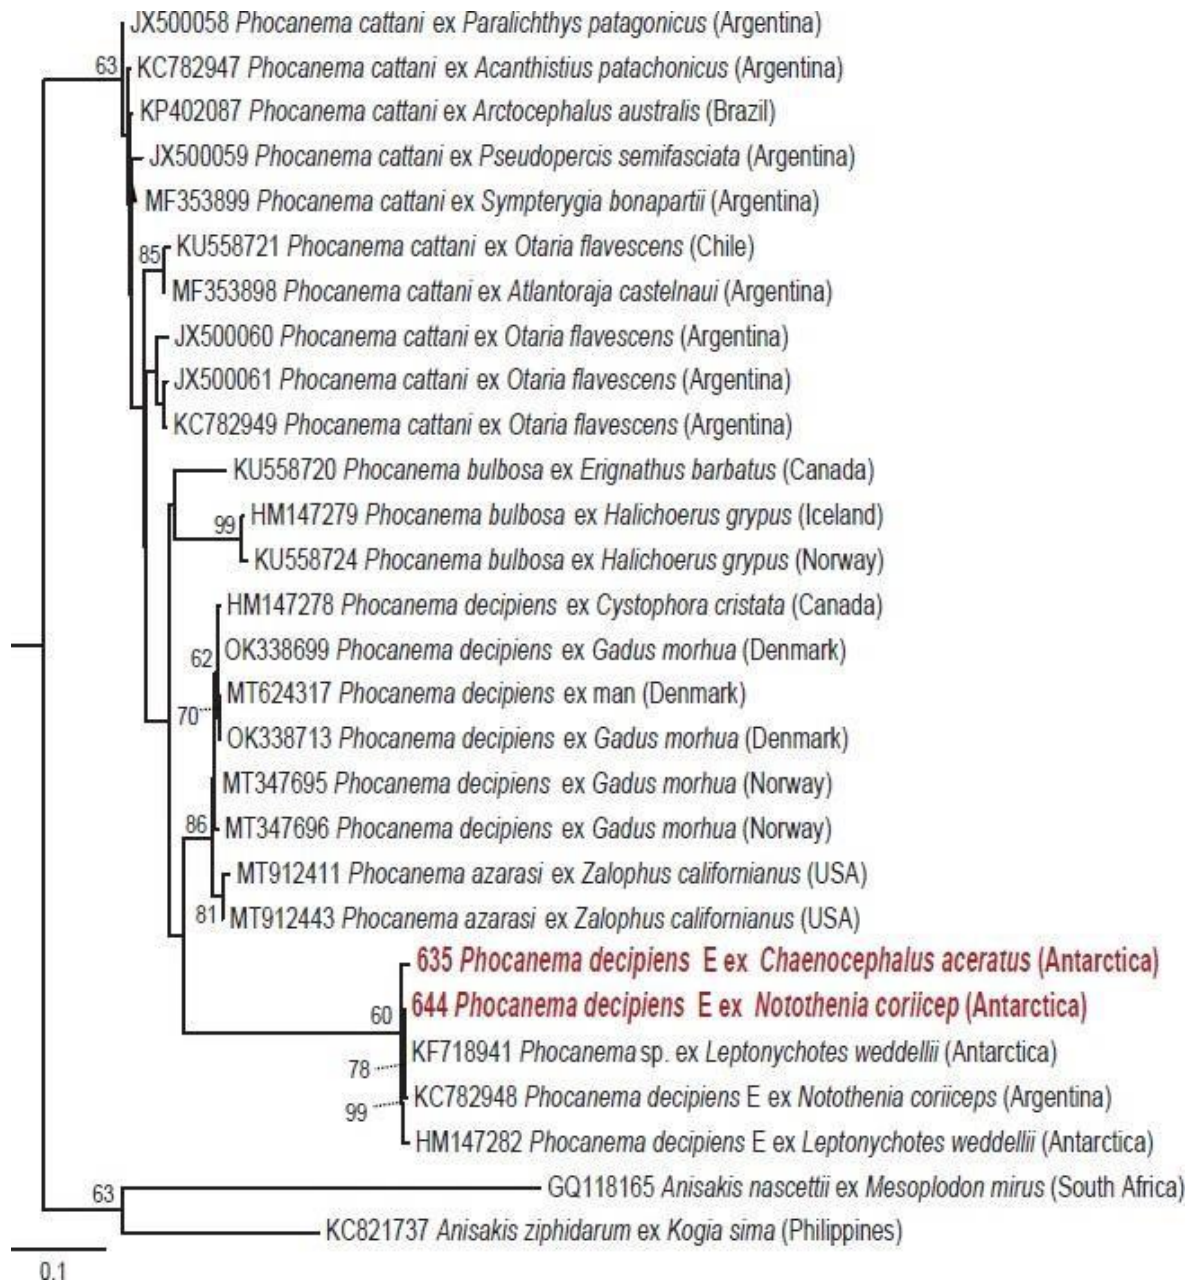 JX500058 Phocanema cattani ex Paralichthys patagonicus (Argentina)
63
KC782947 Phocanema cattani ex Acanthistius patachonicus (Argentina)
KP402087 Phocanema cattani ex Arctocephalus australis (Brazil)
JX500059 Phocanema cattani ex Pseudopercis semifasciata (Argentina)
MF353899 Phocanema cattani ex Sympterygia bonapartii (Argentina)
85
KU558721 Phocanema cattani ex Otaria flavescens (Chile)
MF353898 Phocanema cattani ex Atlantoraja castelnaui (Argentina)
JX500060 Phocanema cattani ex Otaria flavescens (Argentina)
JX500061 Phocanema cattani ex Otaria flavescens (Argentina)
KC782949 Phocanema cattani ex Otaria flavescens (Argentina)
KU558720 Phocanema bulbosa ex Erignathus barbatus (Canada)
99
HM147279 Phocanema bulbosa ex Halichoerus grypus (Iceland)
KU558724 Phocanema bulbosa ex Halichoerus grypus (Norway)
HM147278 Phocanema decipiens ex Cystophora cristata (Canada)
62
OK338699 Phocanema decipiens ex Gadus morhua (Denmark)
MT624317 Phocanema decipiens ex man (Denmark)
70
OK338713 Phocanema decipiens ex Gadus morhua (Denmark)
MT347695 Phocanema decipiens ex Gadus morhua (Norway)
86
MT347696 Phocanema decipiens ex Gadus morhua (Norway)
MT912411 Phocanema azarasi ex Zalophus californianus (USA)
81
MT912443 Phocanema azarasi ex Zalophus californianus (USA)
635 Phocanema decipiens E ex Chaenocephalus aceratus (Antarctica)
644 Phocanema decipiens E ex Notothenia coriicep (Antarctica)
60
KF718941 Phocanema sp. ex Leptonychotes weddellii (Antarctica)
78
KC782948 Phocanema decipiens E ex Notothenia coriiceps (Argentina)
99
HM147282 Phocanema decipiens E ex Leptonychotes weddellii (Antarctica)
GQ118165 Anisakis nascettii ex Mesoplodon mirus (South Africa)
63
KC821737 Anisakis ziphidarum ex Kogia sima (Philippines)
0.1